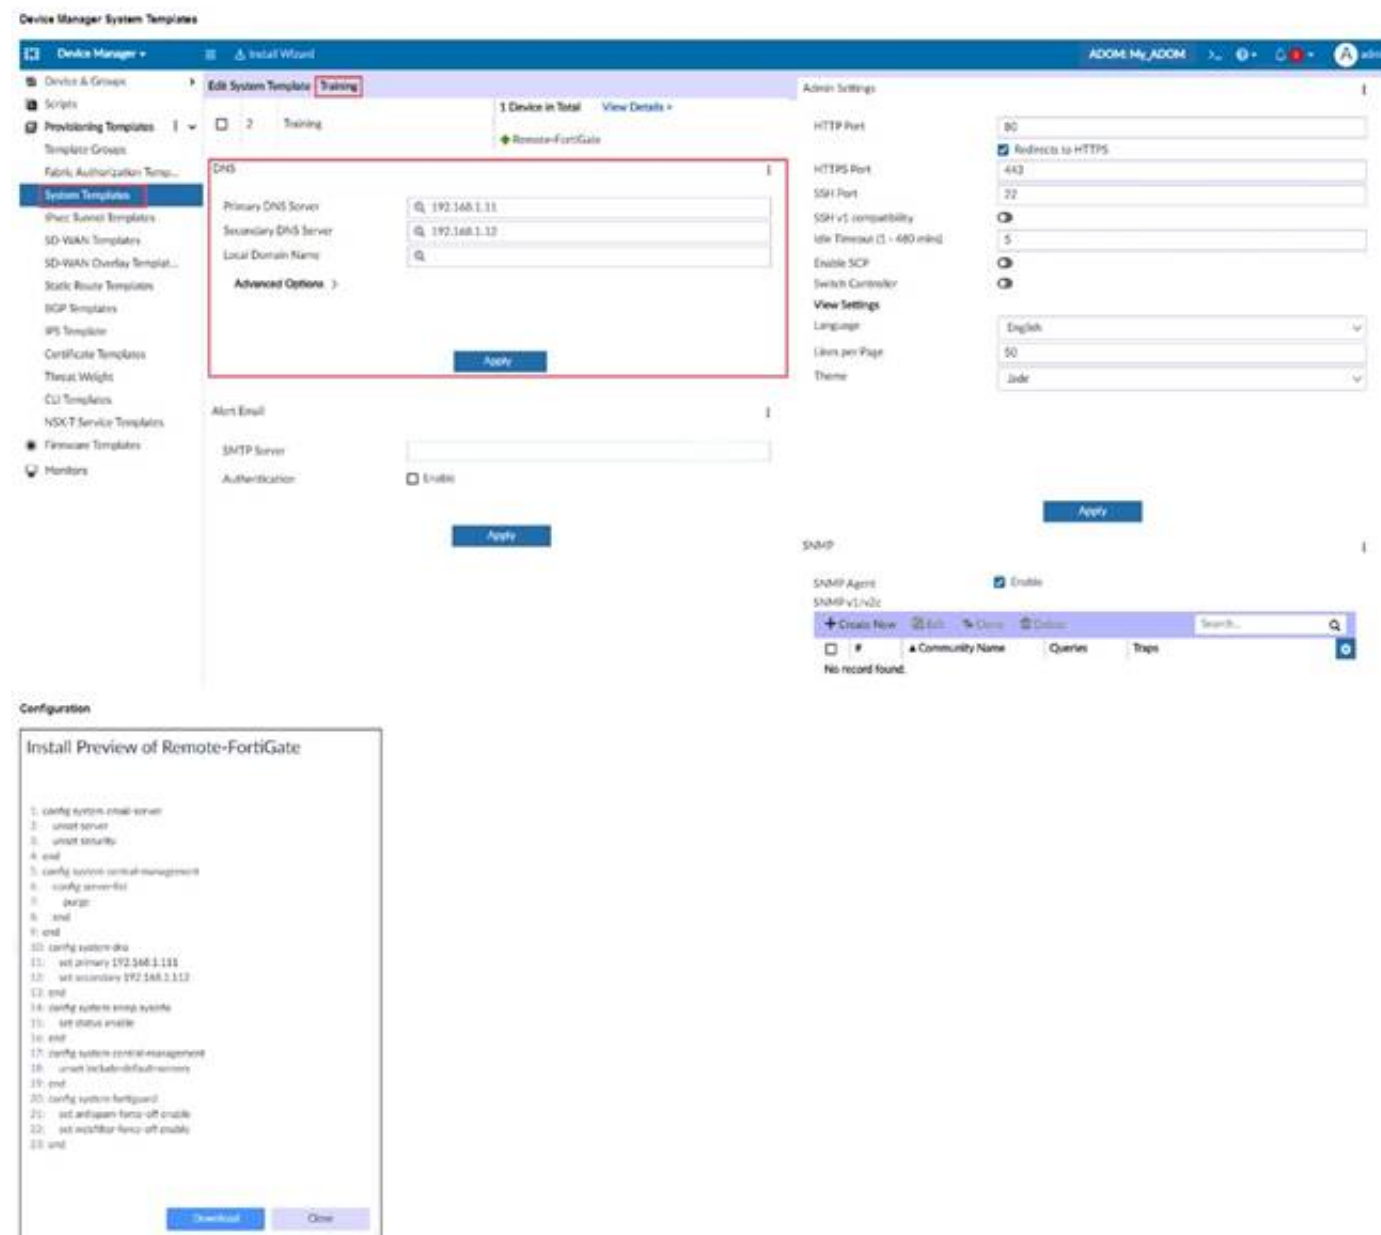 Device Manager System Templates
Device Manager
Install Wizard
ADOM: My_ADOM
A adm
Device & Groups
Scripts
Provisioning Templates
Template Groups
Fabric Authorization Temp...
System Templates
IPsec Tunnel Templates
SD-WAN Templates
SD-WAN Overlay Templat...
Static Route Templates
BGP Templates
IPS Template
Certificate Templates
Threat Weight
CLI Templates
NSX-T Service Templates
Firmware Templates
Monitors
Edit System Template Training
2 Training
1 Device in Total View Details >
Remote-FortiGate
DNS
Primary DNS Server 192.168.1.11
Secondary DNS Server 192.168.1.12
Local Domain Name
Advanced Options >
Apply
Alert Email
SMTP Server
Authentication Enable
Apply
Admin Settings
HTTP Port 80
Redirects to HTTPS
HTTPS Port 443
SSH Port 22
SSH v1 compatibility
Idle Timeout (1 - 480 mins) 5
Enable SCP
Switch Controller
View Settings
Language English
Lines per Page 50
Theme Jade
Apply
SNMP
SNMP Agent Enable
SNMP v1/v2c
+ Create New Edit Clone Delete Search...
# Community Name Queries Traps
No record found.
Configuration
Install Preview of Remote-FortiGate
1: config system email-server
2: unset server
3: unset security
4: end
5: config system central-management
6: config server-list
7: purge
8: end
9: end
10: config system dns
11: set primary 192.168.1.111
12: set secondary 192.168.1.112
13: end
14: config system snmp sysinfo
15: set status enable
16: end
17: config system central-management
18: unset include-default-servers
19: end
20: config system fortiguard
21: set antispam-force-off enable
22: set webfilter-force-off enable
23: end
Download Close